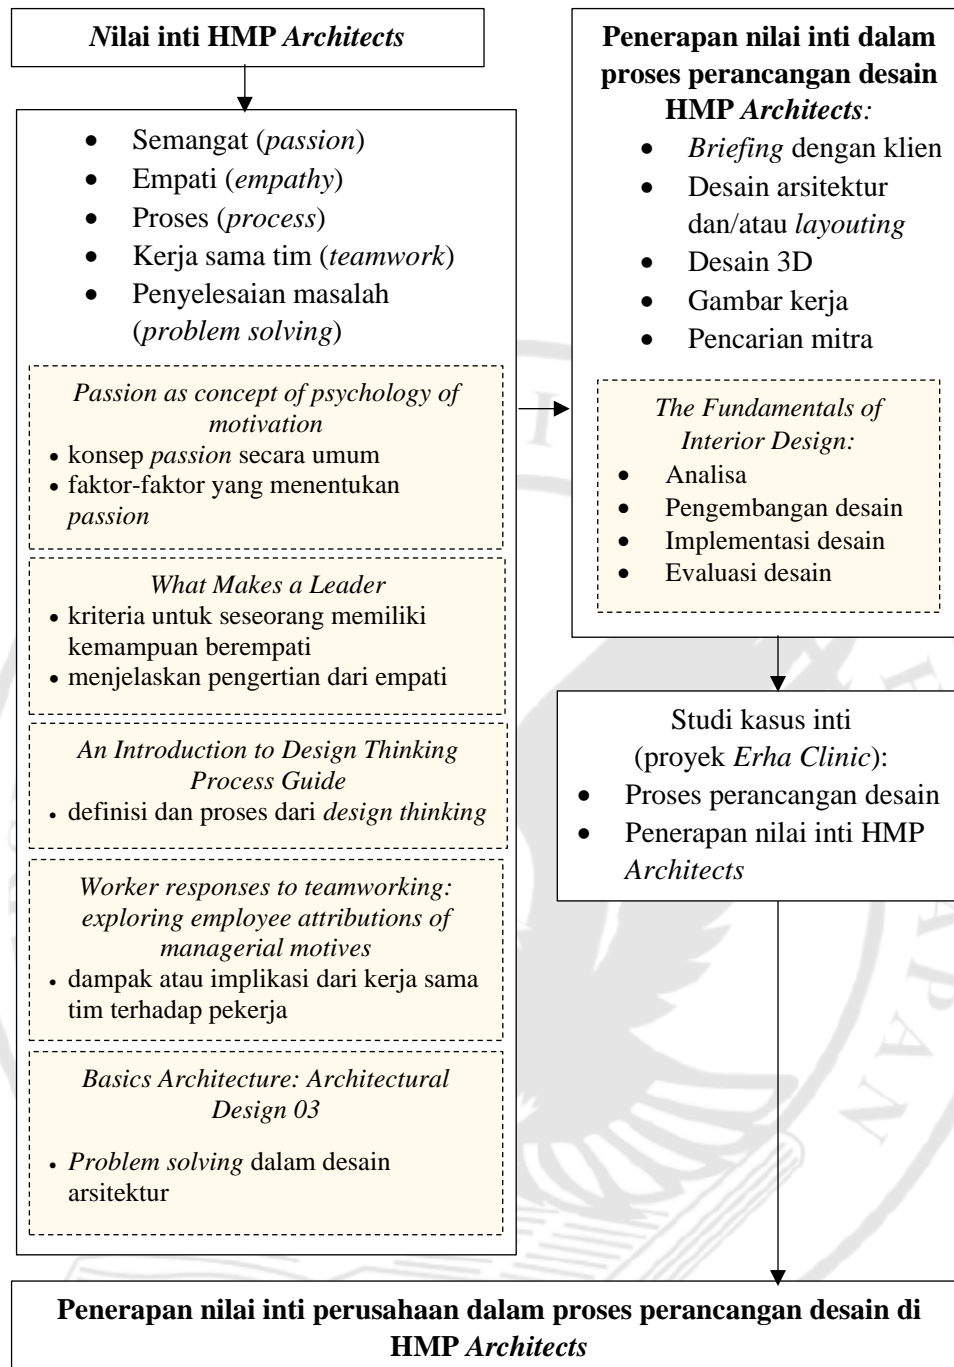 Nilai inti HMP Architects
Semangat (passion)
Empati (empathy)
Proses (process)
Kerja sama tim (teamwork)
Penyelesaian masalah
(problem solving)
Passion as concept of psychology of
motivation
konsep passion secara umum
faktor-faktor yang menentukan
passion
What Makes a Leader
kriteria untuk seseorang memiliki
kemampuan berempati
menjelaskan pengertian dari empati
An Introduction to Design Thinking
Process Guide
definisi dan proses dari design thinking
Worker responses to teamworking:
exploring employee attributions of
managerial motives
dampak atau implikasi dari kerja sama
tim terhadap pekerja
Basics Architecture: Architectural
Design 03
Problem solving dalam desain
arsitektur
Penerapan nilai inti dalam
proses perancangan desain
HMP Architects:
Briefing dengan klien
Desain arsitektur
dan/atau layouting
Desain 3D
Gambar kerja
Pencarian mitra
The Fundamentals of
Interior Design:
Analisa
Pengembangan desain
Implementasi desain
Evaluasi desain
Studi kasus inti
(proyek Erha Clinic):
Proses perancangan desain
Penerapan nilai inti HMP
Architects
Penerapan nilai inti perusahaan dalam proses perancangan desain di
HMP Architects